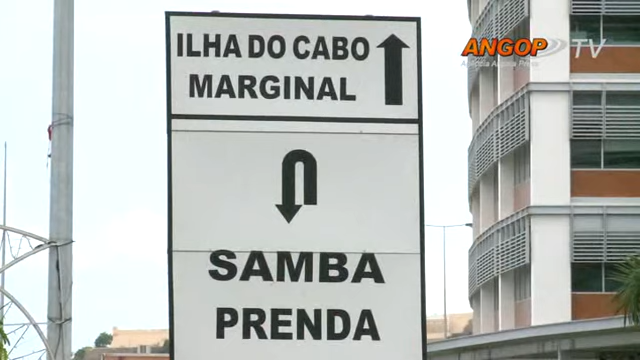 ILHA DO CABO
MARGINAL
SAMBA
PRENDA
ANGOP TV